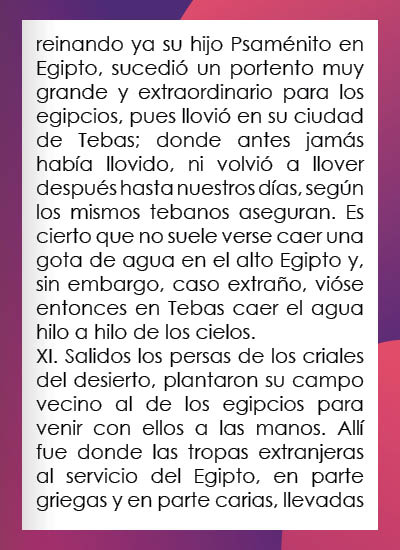 reinando ya su hijo Psaménito en
Egipto, sucedió un portento muy
grande y extraordinario para los
egipcios, pues llovió en su ciudad
de Tebas; donde antes jamás
había llovido, ni volvió a llover
después hasta nuestros días, según
los mismos tebanos aseguran. Es
cierto que no suele verse caer una
gota de agua en el alto Egipto y,
sin embargo, caso extraño, vióse
entonces en Tebas caer el agua
hilo a hilo de los cielos.
XI. Salidos los persas de los criales
del desierto, plantaron su campo
vecino al de los egipcios para
venir con ellos a las manos. Allí
fue donde las tropas extranjeras
al servicio del Egipto, en parte
griegas y en parte carias, llevadas